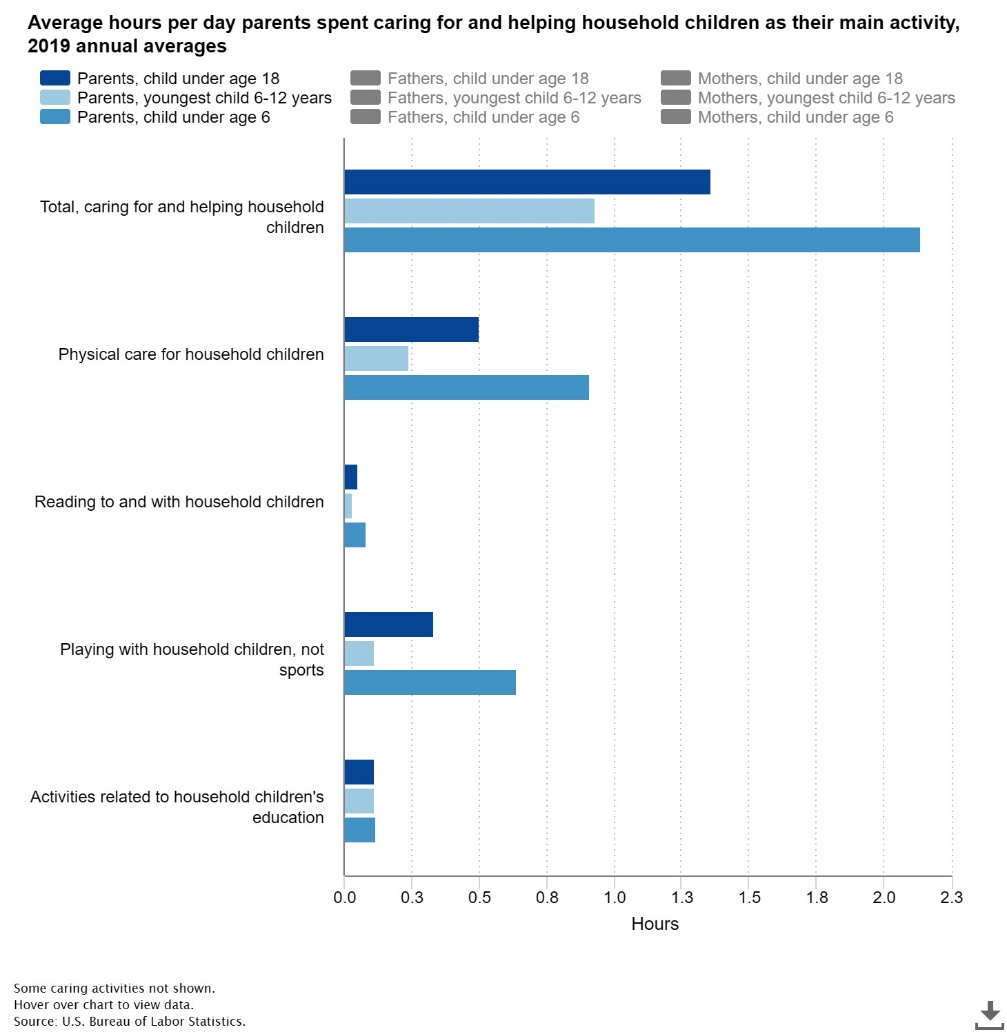 Average hours per day parents spent caring for and helping household children as their main activity,
2019 annual averages
Parents, child under age 18
Parents, youngest child 6-12 years
Parents, child under age 6
Fathers, child under age 18
Fathers, youngest child 6-12 years
Fathers, child under age 6
Mothers, child under age 18
Mothers, youngest child 6-12 years
Mothers, child under age 6
Total, caring for and helping household
children
Physical care for household children
Reading to and with household children
Playing with household children, not
sports
Activities related to household children's
education
0.0 0.3 0.5 0.8 1.0 1.3 1.5 1.8 2.0 2.3
Hours
Some caring activities not shown.
Hover over chart to view data.
Source: U.S. Bureau of Labor Statistics.